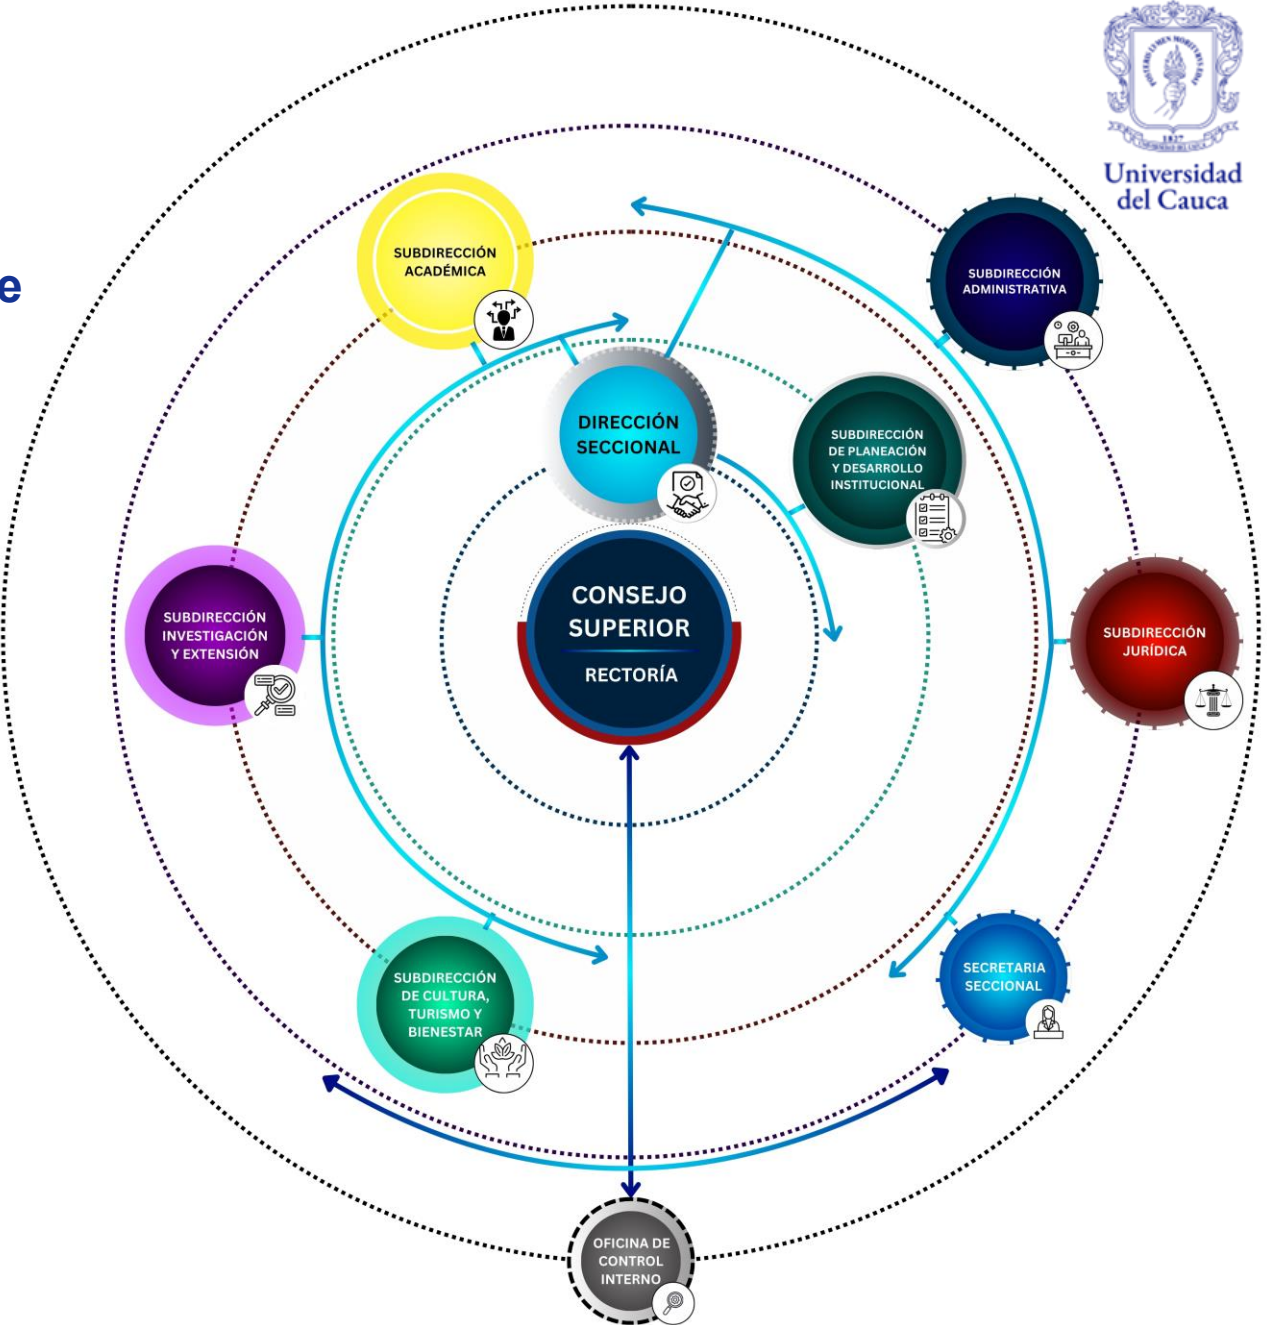 Universidad
del Cauca
1827
e
SUBDIRECCIÓN
ACADÉMICA
SUBDIRECCIÓN
ADMINISTRATIVA
DIRECCIÓN
SECCIONAL
SUBDIRECCIÓN
DE PLANEACIÓN
Y DESARROLLO
INSTITUCIONAL
CONSEJO
SUPERIOR
RECTORÍA
SUBDIRECCIÓN
INVESTIGACIÓN
Y EXTENSIÓN
SUBDIRECCIÓN
JURÍDICA
SUBDIRECCIÓN
DE CULTURA,
TURISMO Y
BIENESTAR
SECRETARIA
SECCIONAL
OFICINA DE
CONTROL
INTERNO